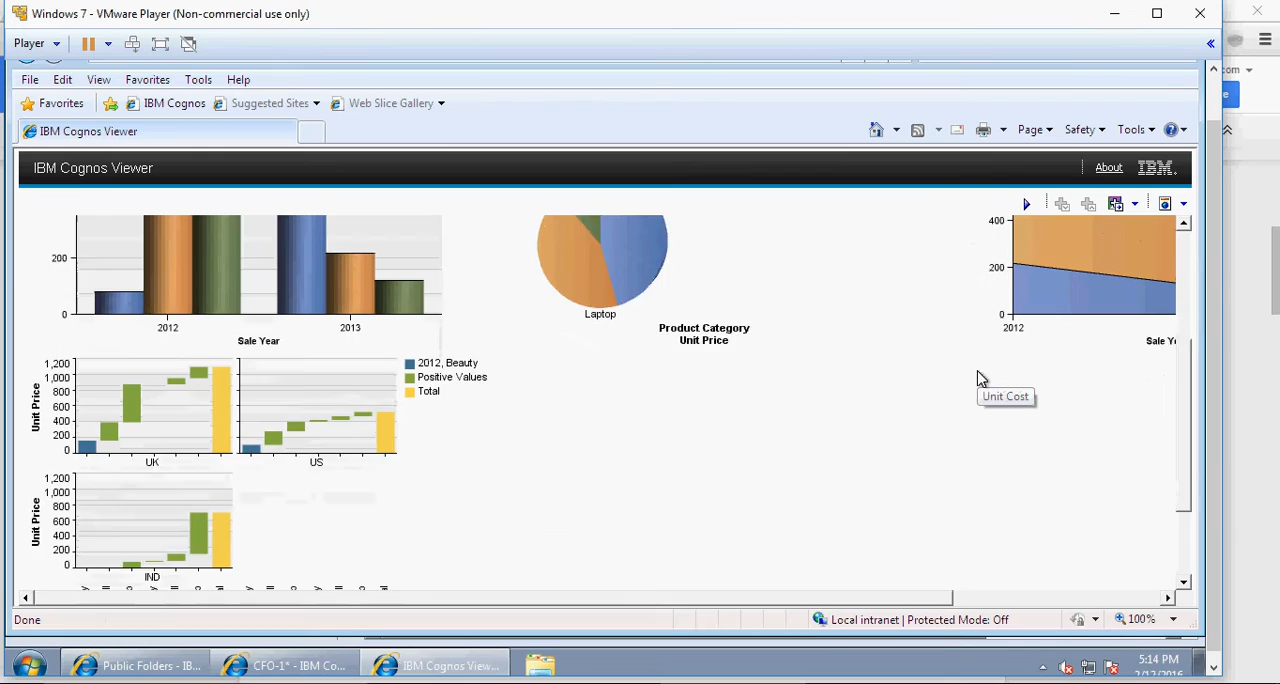 Windows 7 - VMware Player (Non-commercial use only)
Player
File Edit View Favorites Tools Help
Favorites IBM Cognos Suggested Sites Web Slice Gallery
IBM Cognos Viewer
Page Safety Tools
IBM Cognos Viewer
About IBM.
200
0
2012 2013
Sale Year
Laptop
Product Category
Unit Price
400
200
0
2012
Unit Price
1,200
1,000
800
600
400
200
0
UK US
2012, Beauty
Positive Values
Total
Unit Cost
Unit Price
1,200
1,000
800
600
400
200
0
IND
Done
Local intranet | Protected Mode: Off
100%
Public Folders - IB...
CFO-1* - IBM Co...
IBM Cognos View...
5:14 PM